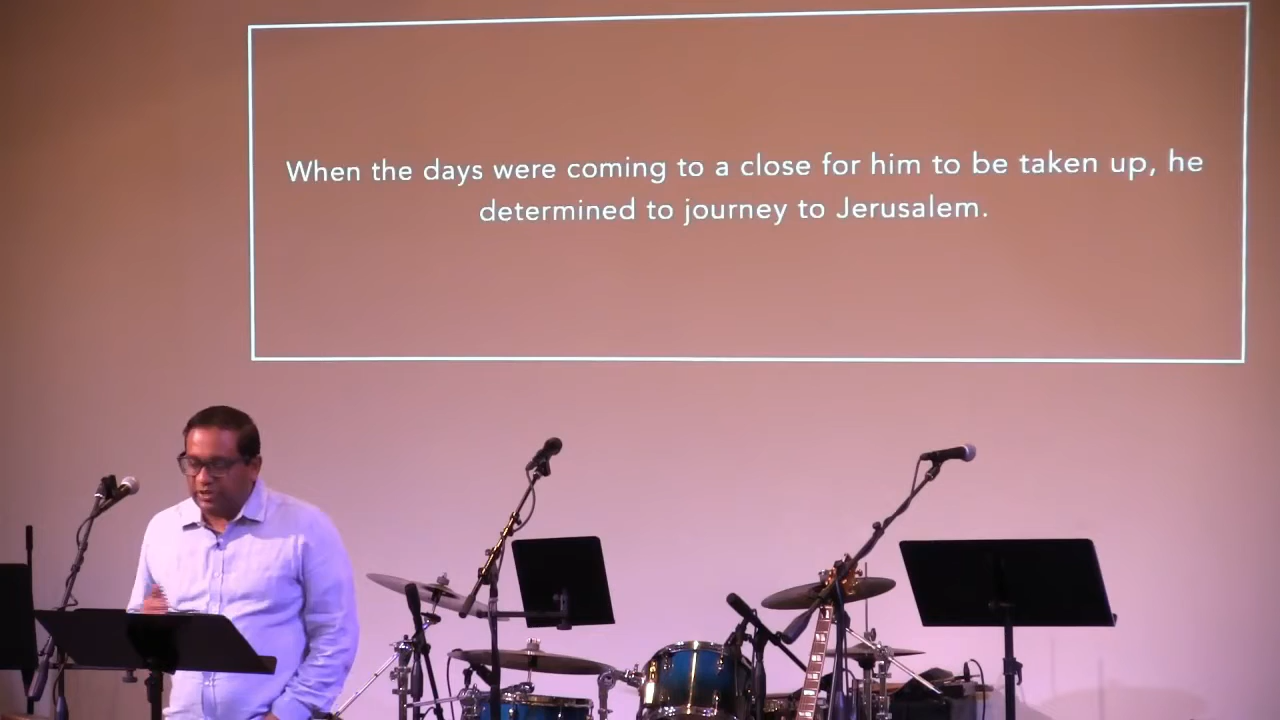 When the days were coming to a close for him to be taken up, he
determined to journey to Jerusalem.